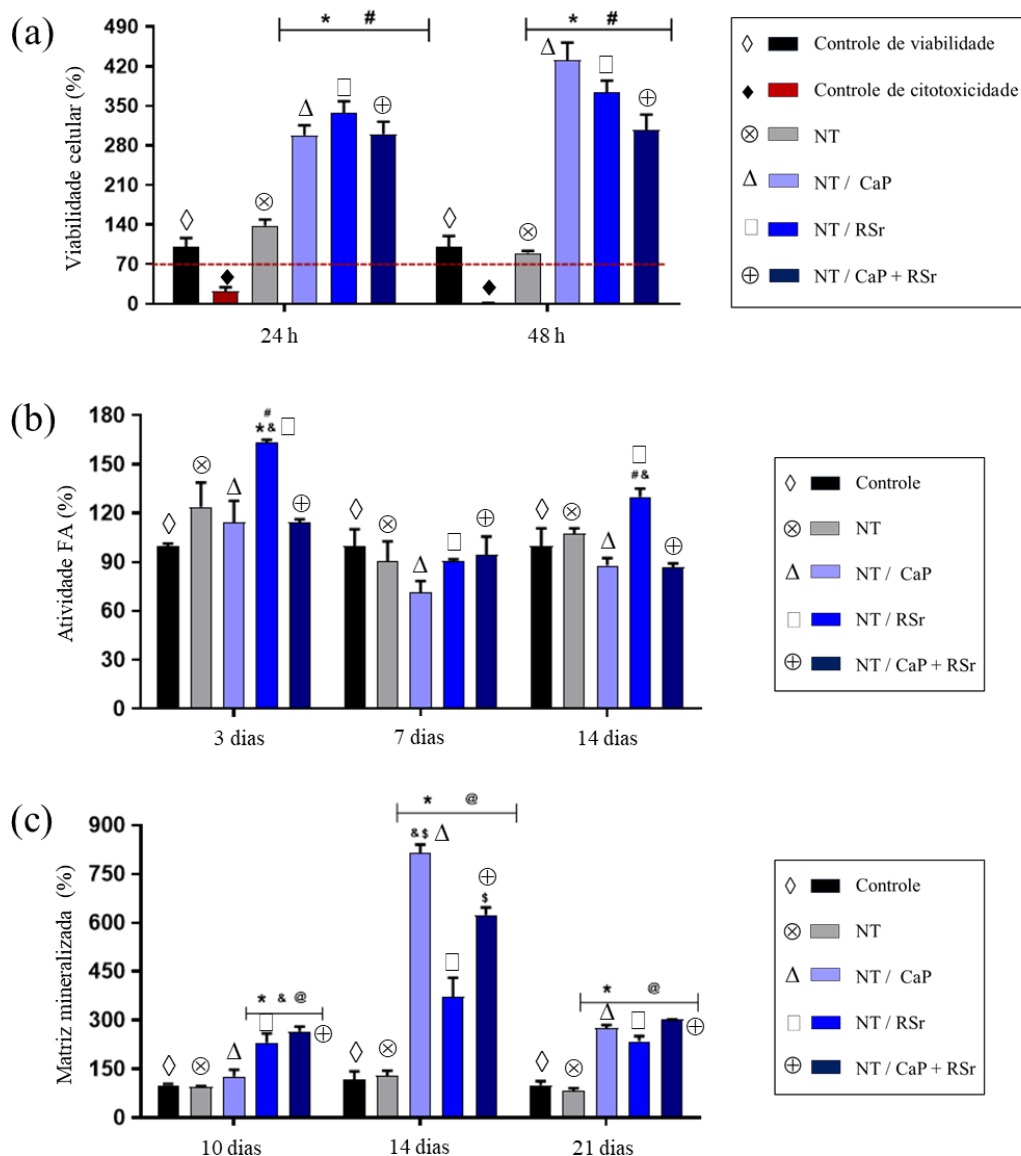 (a)
Viabilidade celular (%)
490
420
350
280
210
140
70
0
* #
* #
24 h
48 h
Controle de viabilidade
Controle de citotoxicidade
NT
NT / CaP
NT / RSr
NT / CaP + RSr
(b)
Atividade FA (%)
180
150
120
90
60
30
0
#
*&
#&
3 dias
7 dias
14 dias
Controle
NT
NT / CaP
NT / RSr
NT / CaP + RSr
(c)
Matriz mineralizada (%)
900
750
600
450
300
150
0
* & @
* @
&$
$
* @
10 dias
14 dias
21 dias
Controle
NT
NT / CaP
NT / RSr
NT / CaP + RSr